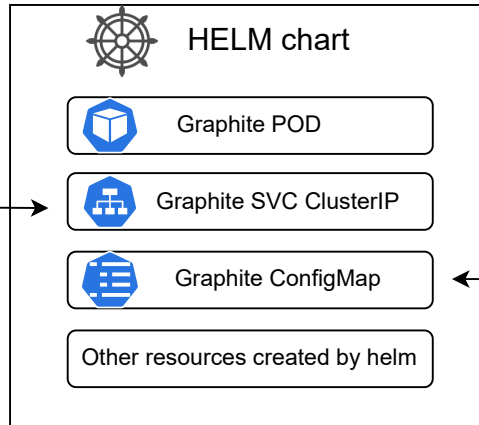 HELM chart
Graphite POD
Graphite SVC ClusterIP
Graphite ConfigMap
Other resources created by helm